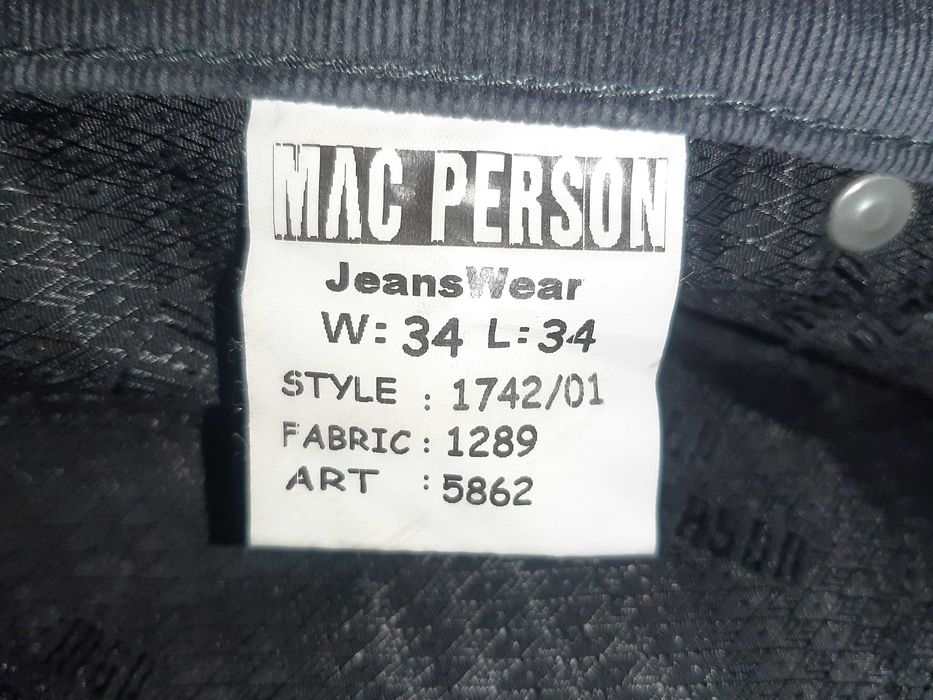 MAC PERSON
JeansWear
W: 34 L: 34
STYLE : 1742/01
FABRIC : 1289
ART : 5862